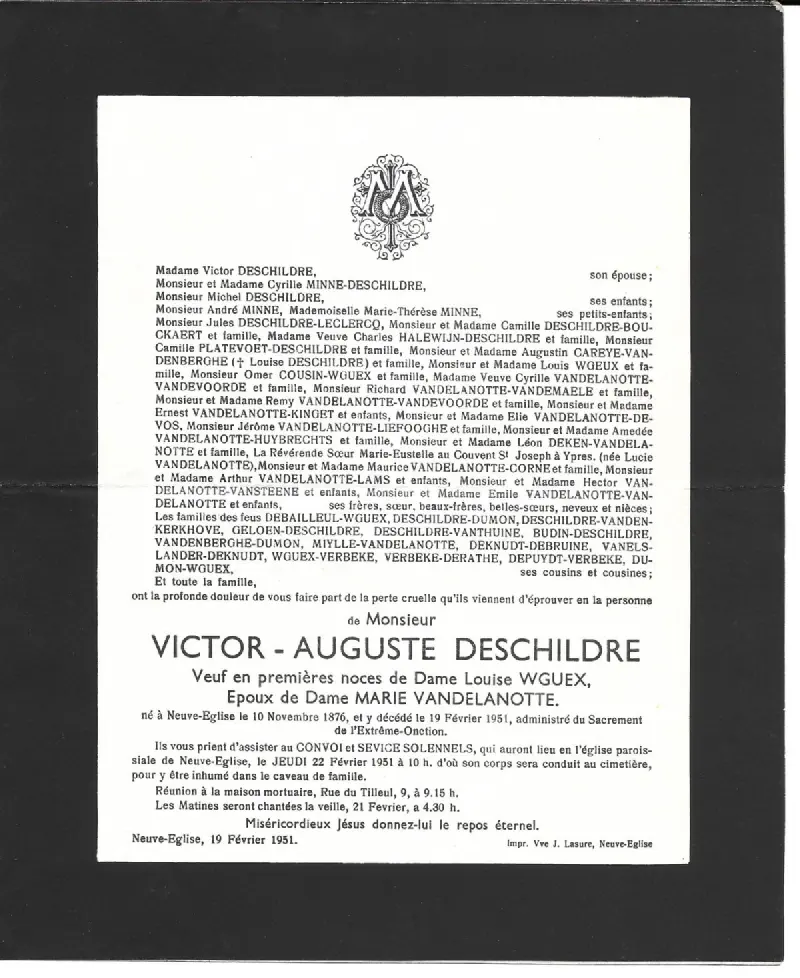 Madame Victor DESCHILDRE, son épouse;
Monsieur et Madame Cyrille MINNE-DESCHILDRE,
Monsieur Michel DESCHILDRE, ses enfants;
Monsieur André MINNE, Mademoiselle Marie-Thérèse MINNE, ses petits-enfants;
Monsieur Jules DESCHILDRE-LECLERCQ, Monsieur et Madame Camille DESCHILDRE-BOU-
CKAERT et famille, Madame Veuve Charles HALEWIJN-DESCHILDRE et famille, Monsieur
Camille PLATEVOET-DESCHILDRE et famille, Monsieur et Madame Augustin CAREYE-VAN-
DENBERGHE († Louise DESCHILDRE) et famille, Monsieur et Madame Louis WGEUX et fa-
mille, Monsieur Omer COUSIN-WGUEX et famille, Madame Veuve Cyrille VANDELANOTTE-
VANDEVOORDE et famille, Monsieur Richard VANDELANOTTE-VANDEMAELE et famille,
Monsieur et Madame Remy VANDELANOTTE-VANDEVOORDE et famille, Monsieur et Madame
Ernest VANDELANOTTE-KINGET et enfants, Monsieur et Madame Elie VANDELANOTTE-DE-
VOS, Monsieur Jérôme VANDELANOTTE-LIEFOOGHE et famille, Monsieur et Madame Amedée
VANDELANOTTE-HUYBRECHTS et famille, Monsieur et Madame Léon DEKEN-VANDELA-
NOTTE et famille, La Révérende Sœur Marie-Eustelle au Couvent St Joseph à Ypres. (née Lucie
VANDELANOTTE),Monsieur et Madame Maurice VANDELANOTTE-CORNE et famille, Monsieur
et Madame Arthur VANDELANOTTE-LAMS et enfants, Monsieur et Madame Hector VAN-
DELANOTTE-VANSTEENE et enfants, Monsieur et Madame Emile VANDELANOTTE-VAN-
DELANOTTE et enfants, ses frères, sœur, beaux-frères, belles-sœurs, neveux et nièces;
Les familles des feus DEBAILLEUL-WGUEX, DESCHILDRE-DUMON, DESCHILDRE-VANDEN-
KERKHOVE, GELOEN-DESCHILDRE, DESCHILDRE-VANTHUINE, BUDIN-DESCHILDRE,
VANDENBERGHE-DUMON, MIYLLE-VANDELANOTTE, DEKNUDT-DEBRUINE, VANELS-
LANDER-DEKNUDT, WGUEX-VERBEKE, VERBEKE-DERATHE, DEPUYDT-VERBEKE, DU-
MON-WGUEX, ses cousins et cousines;
Et toute la famille,
ont la profonde douleur de vous faire part de la perte cruelle qu'ils viennent d'éprouver en la personne
de Monsieur
VICTOR - AUGUSTE DESCHILDRE
Veuf en premières noces de Dame Louise WGUEX,
Epoux de Dame MARIE VANDELANOTTE.
né à Neuve-Eglise le 10 Novembre 1876, et y décédé le 19 Février 1951, administré du Sacrement
de l'Extrême-Onction.
Ils vous prient d'assister au CONVOI et SEVICE SOLENNELS, qui auront lieu en l'église parois-
siale de Neuve-Eglise, le JEUDI 22 Février 1951 à 10 h. d'où son corps sera conduit au cimetière,
pour y être inhumé dans le caveau de famille.
Réunion à la maison mortuaire, Rue du Tilleul, 9, à 9.15 h.
Les Matines seront chantées la veille, 21 Fevrier, a 4.30 h.
Miséricordieux Jésus donnez-lui le repos éternel.
Neuve-Eglise, 19 Février 1951.
Impr. Vve J. Lasure, Neuve-Eglise